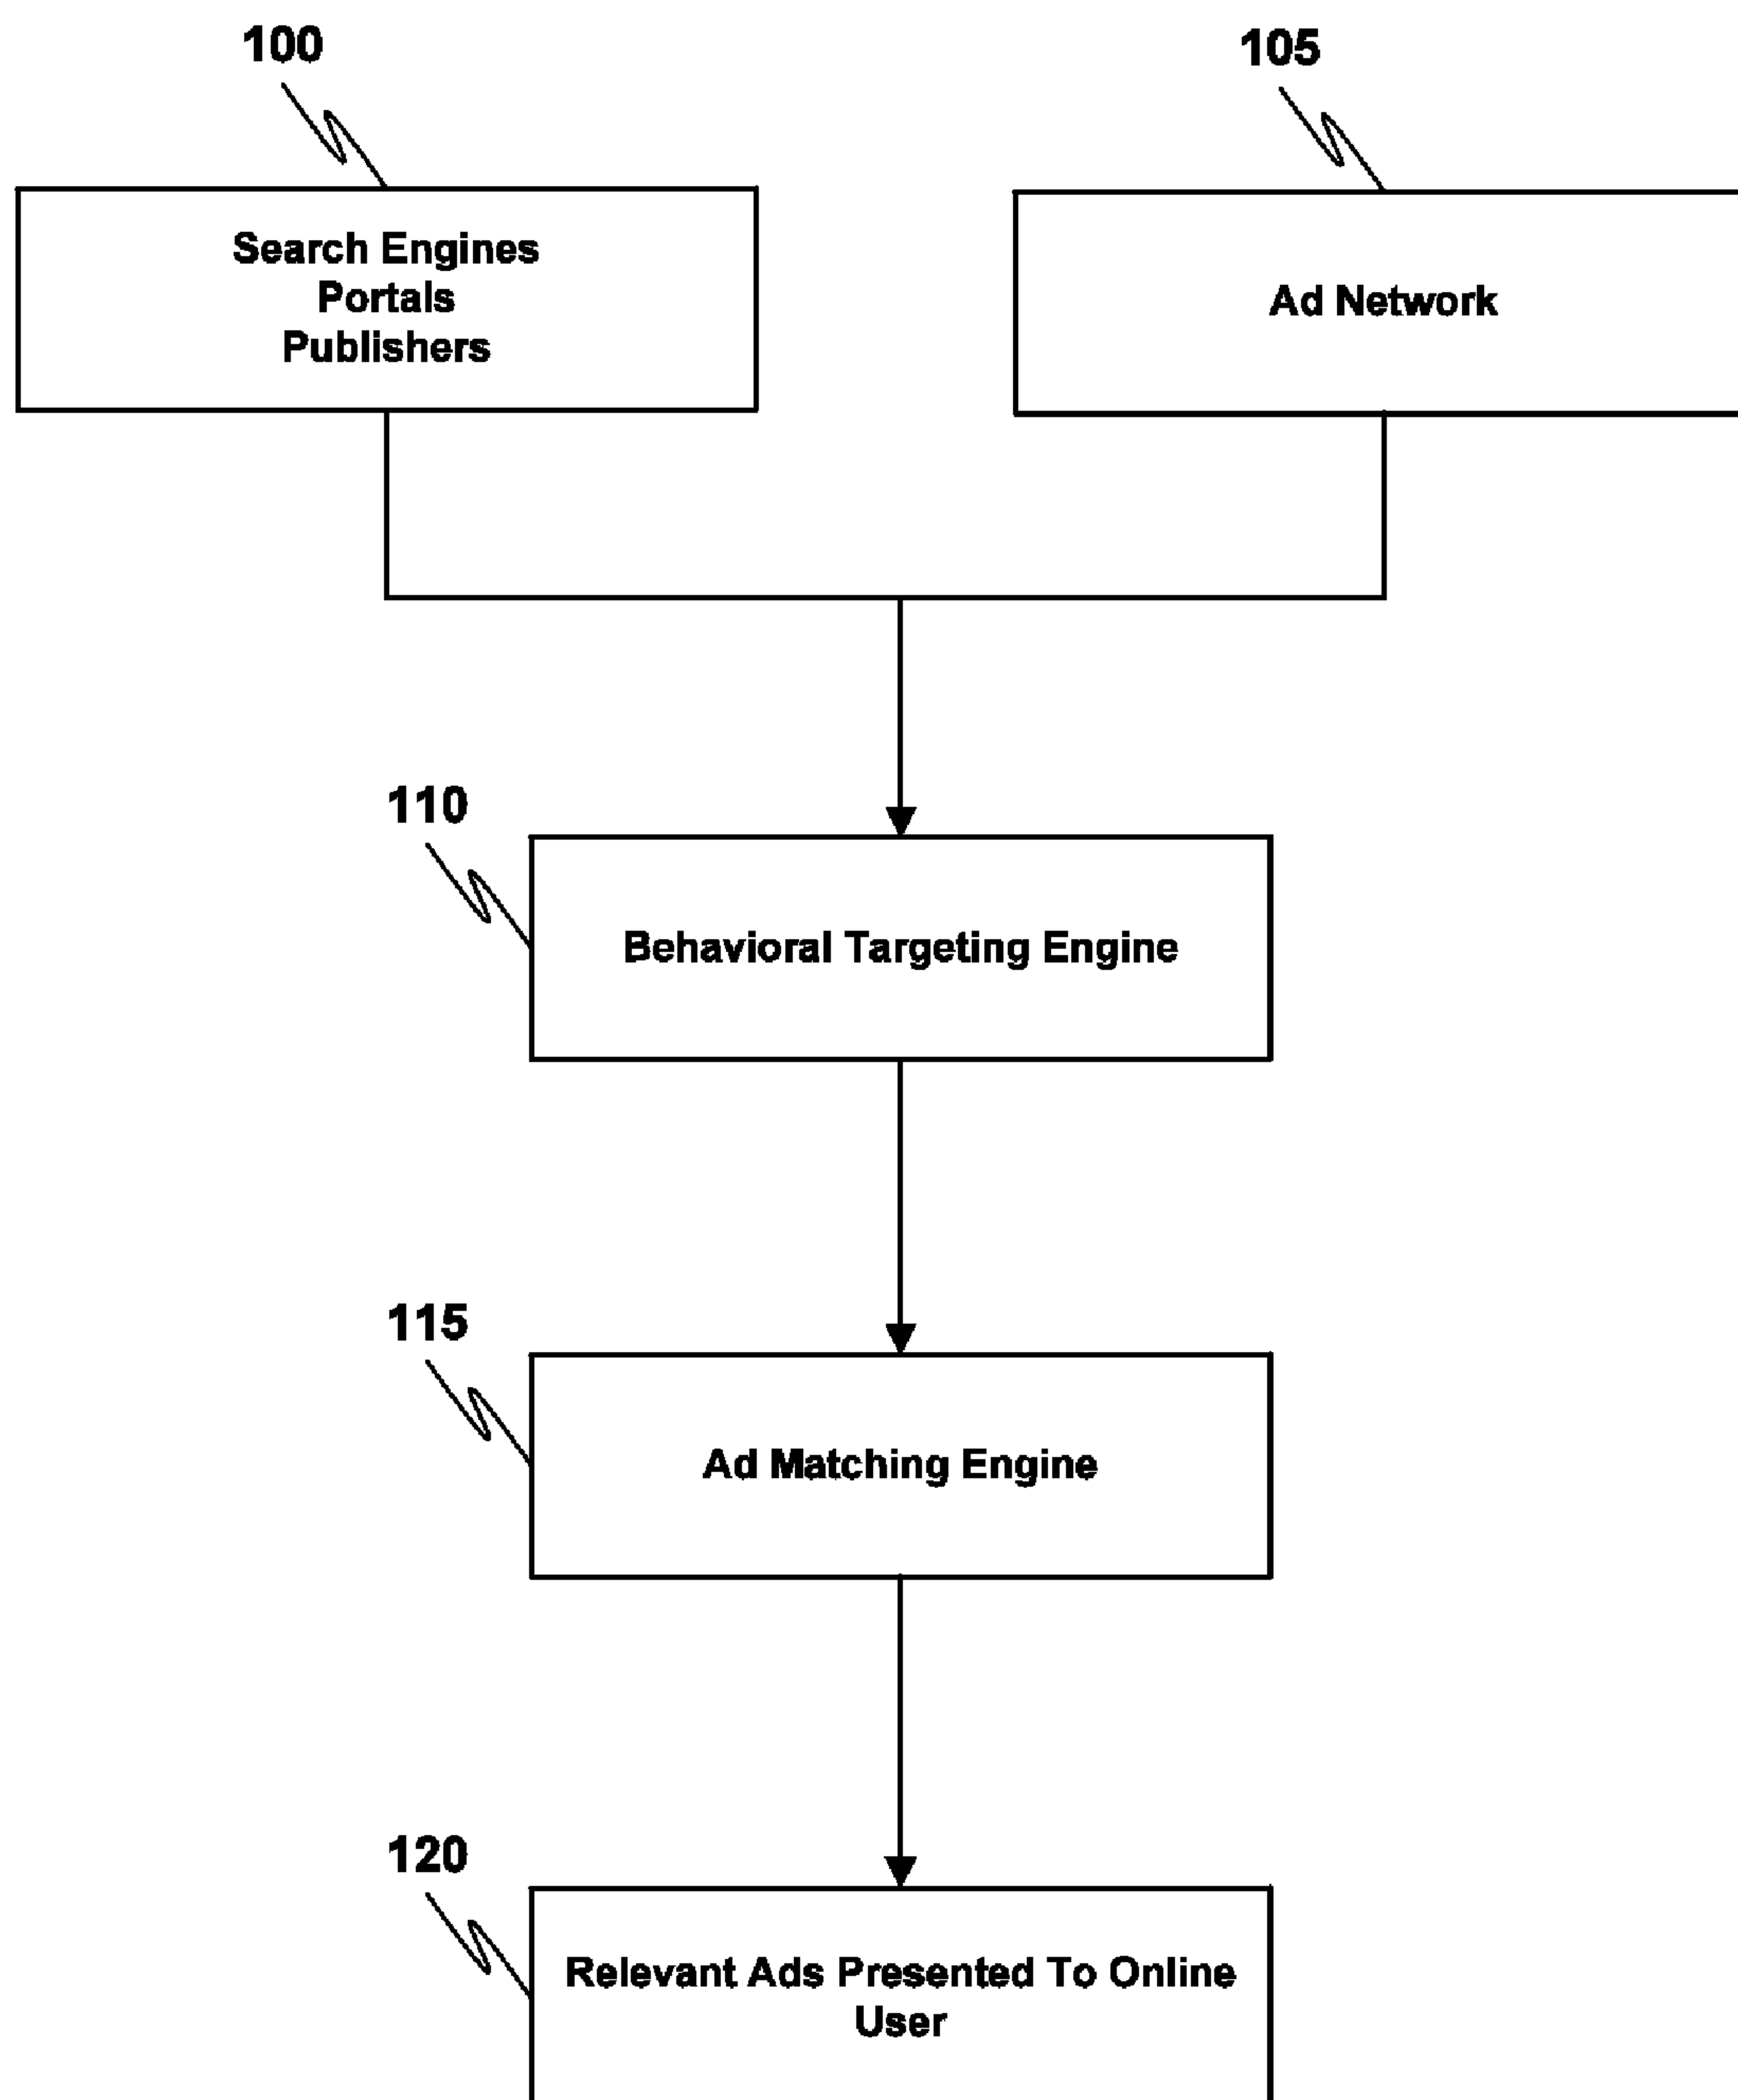 100
105
Search Engines
Portals
Publishers
Ad Network
110
Behavioral Targeting Engine
115
Ad Matching Engine
120
Relevant Ads Presented To Online
User